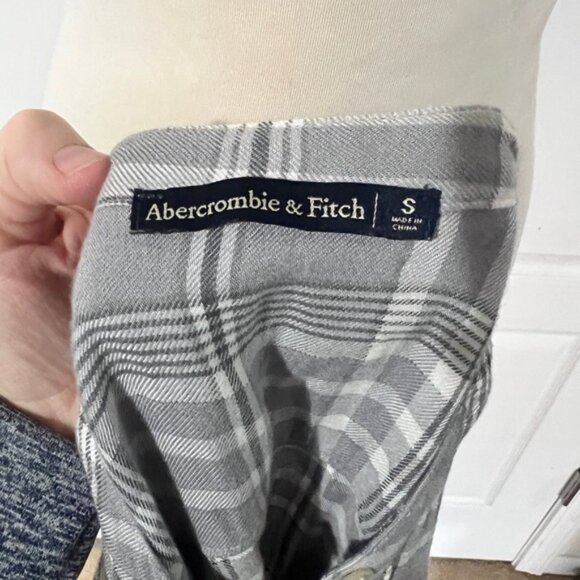 Abercrombie & Fitch | S
MADE IN
CHINA